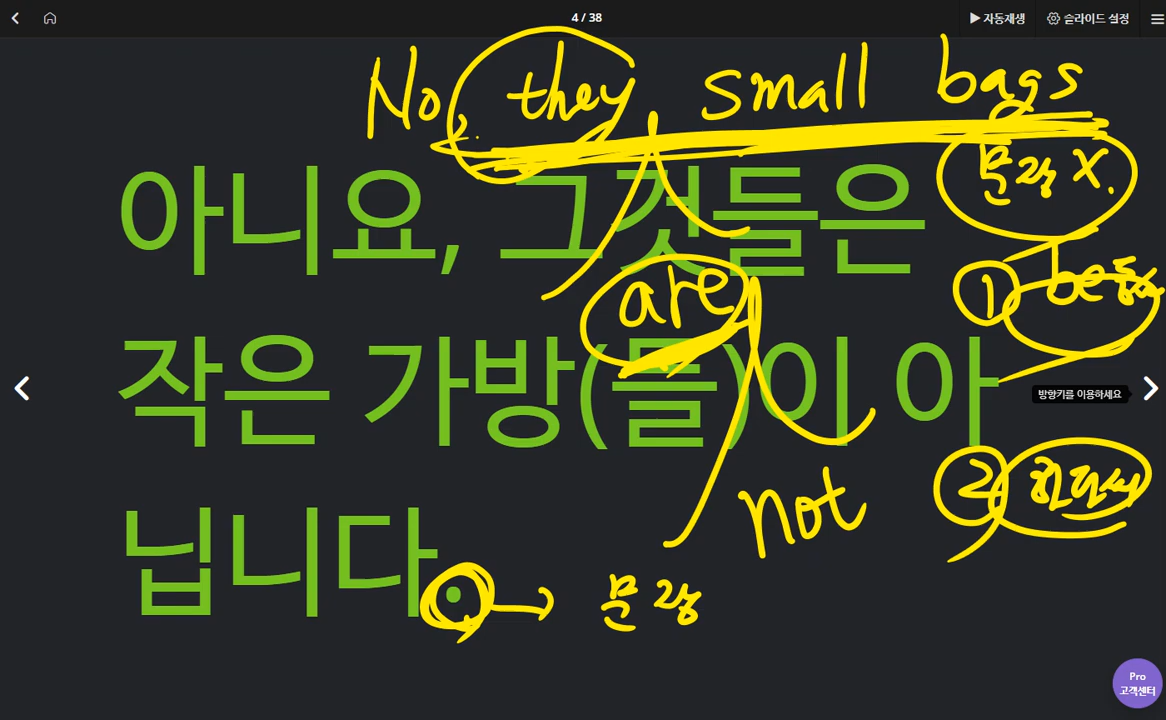 4 / 38
▶ 자동재생
슬라이드 설정
No, they small bags
문장 X.
아니요, 그것들은
are
① be동
작은 가방(들)이 아
방향키를 이용하세요
not
②
닙니다.
문장
Pro
고객센터